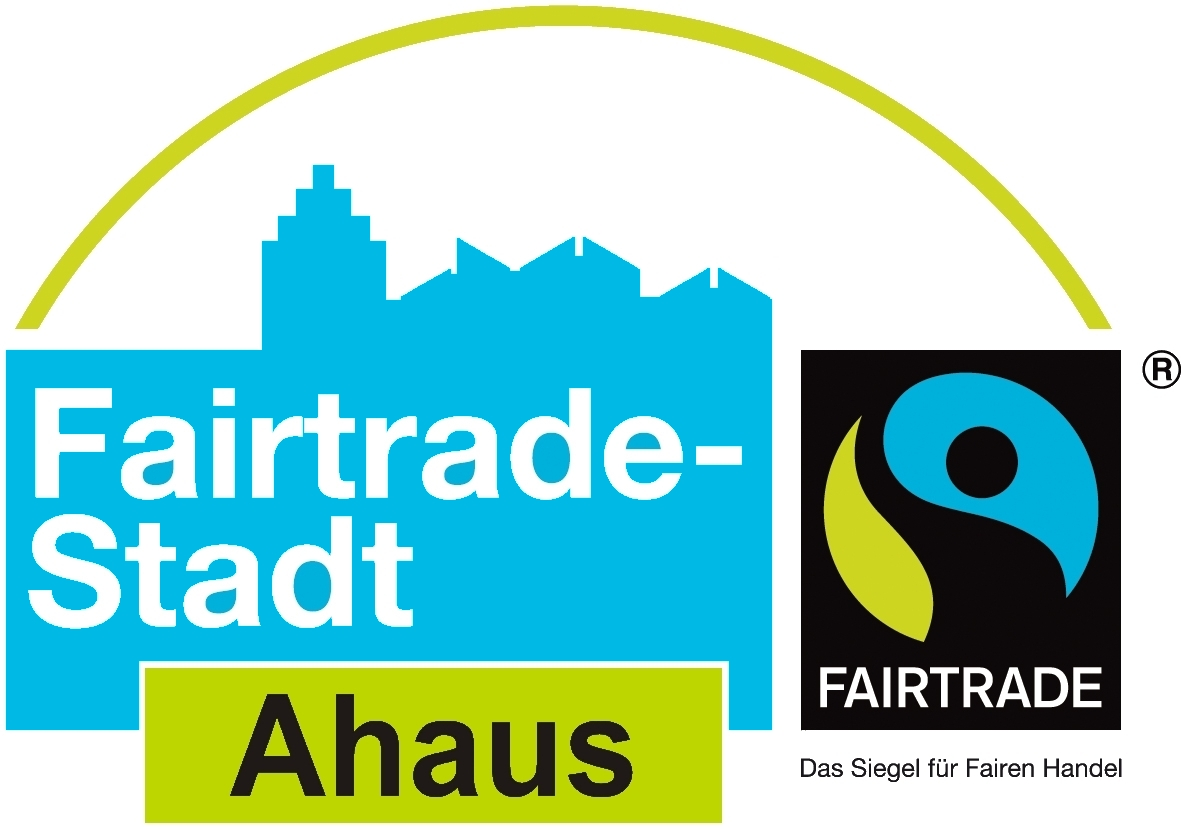 Fairtrade-
Stadt
Ahaus
®
FAIRTRADE
Das Siegel für Fairen Handel